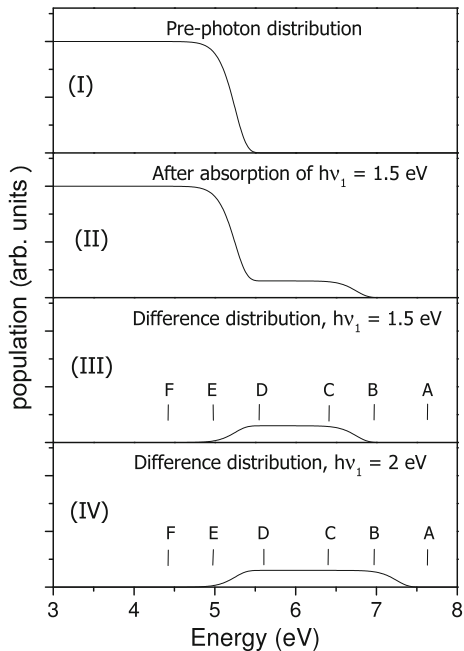 Pre-photon distribution
(I)
After absorption of hν₁ = 1.5 eV
(II)
Difference distribution, hν₁ = 1.5 eV
(III)
F E D C B A
Difference distribution, hν₁ = 2 eV
(IV)
F E D C B A
3 4 5 6 7 8
Energy (eV)
population (arb. units )